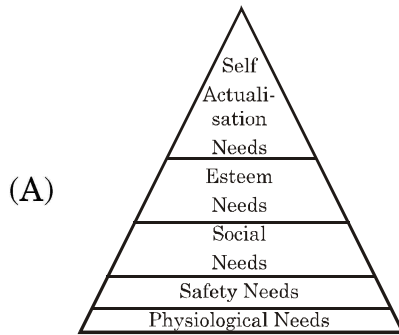 Self
Actuali-
sation
Needs
(A)
Esteem
Needs
Social
Needs
Safety Needs
Physiological Needs